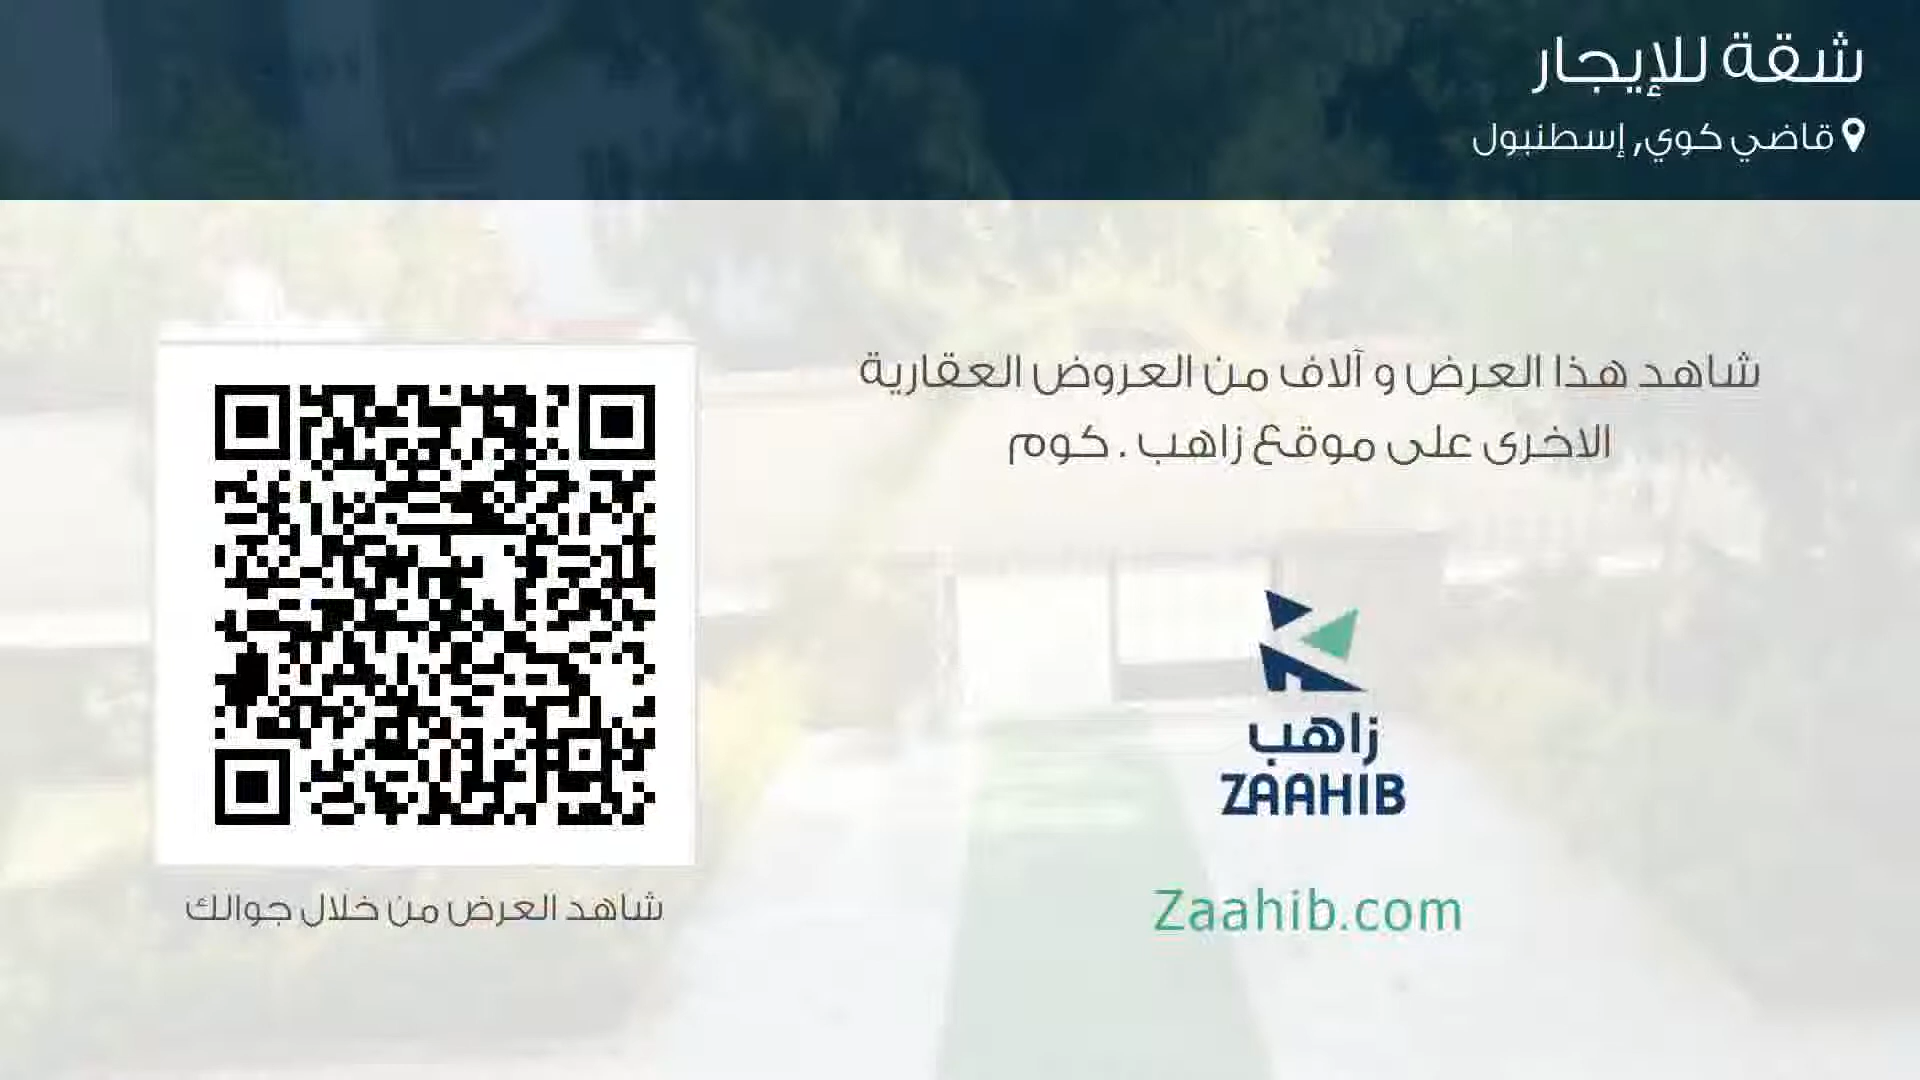 شقة للإيجار
قاضي كوي, إسطنبول
شاهد هذا العرض و آلاف من العروض العقارية
الاخرى على موقع زاهب . كوم
زاهب
ZAAHIB
Zaahib.com
شاهد العرض من خلال جوالك